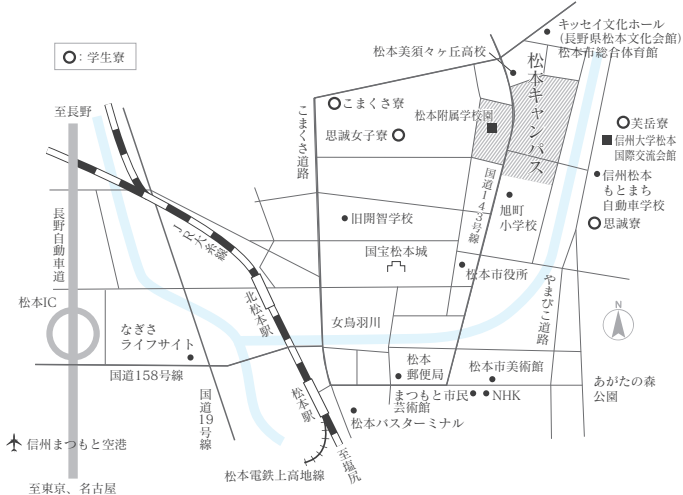 キッセイ文化ホール
(長野県松本文化会館)
松本市総合体育館
松本美須々ヶ丘高校
○:学生寮
松本キャンパス
至長野
こまくさ寮
こまくさ道路
松本附属学校園
思誠女子寮
美岳寮
信州大学松本
国際交流会館
信州松本
もとまち
自動車学校
国道143号線
旭町
小学校
思誠寮
長野自動車道
JR大糸線
旧開智学校
国宝松本城
松本市役所
やまびこ道路
北松本駅
松本IC
女鳥羽川
N
なぎさ
ライフサイト
国道158号線
松本
郵便局
松本市美術館
あがたの森
公園
国道19号線
松本駅
まつもと市民
芸術館
NHK
松本バスターミナル
信州まつもと空港
松本電鉄上高地線
至塩尻
至東京、名古屋